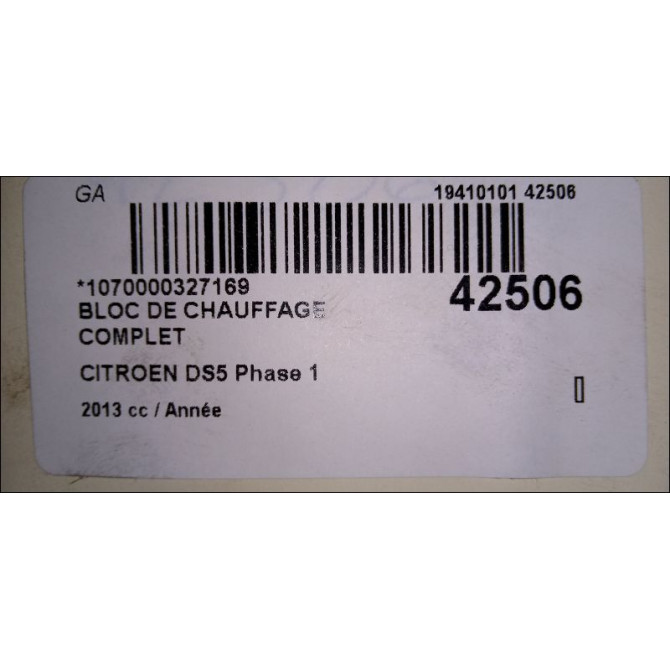 GA 19410101 42506
*1070000327169
42506
BLOC DE CHAUFFAGE
COMPLET
CITROEN DS5 Phase 1
2013 cc / Année